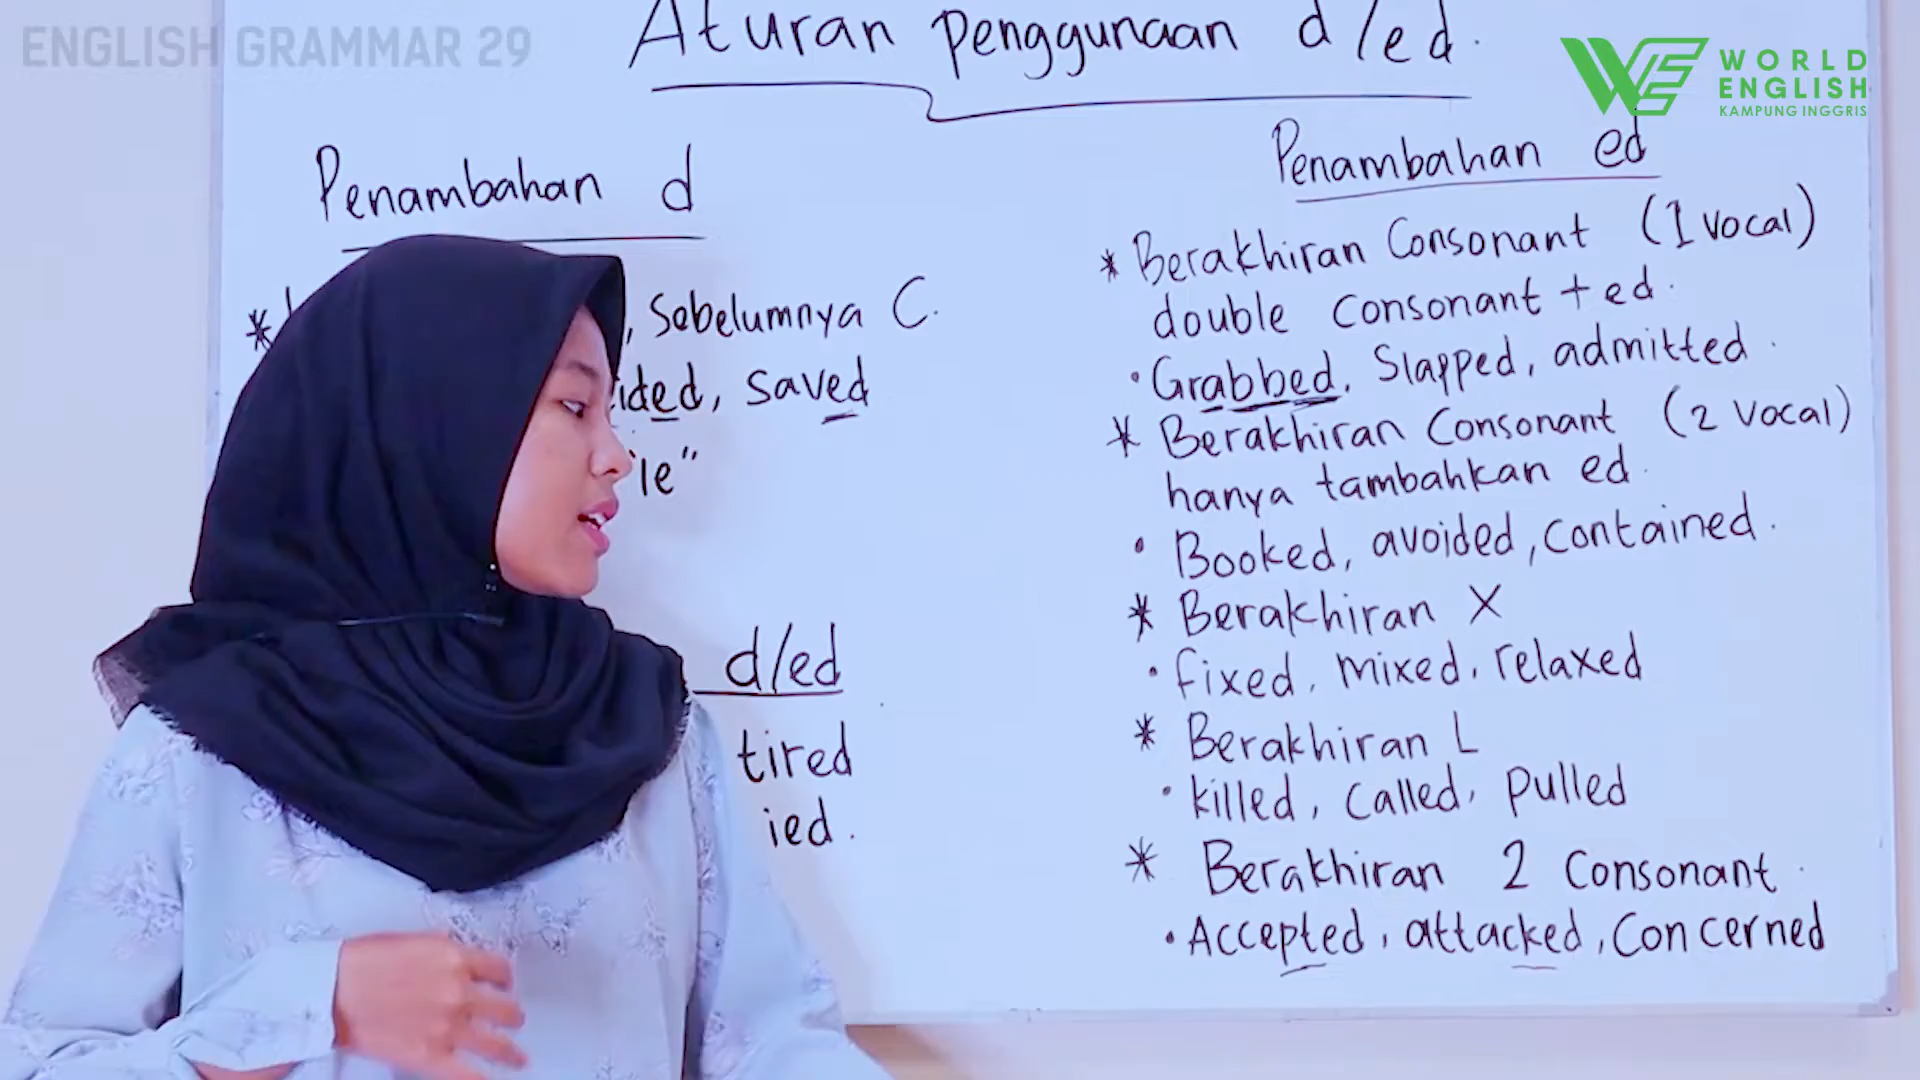 ENGLISH GRAMMAR 29
Aturan penggunaan d/ed.
WORLD
ENGLISH
KAMPUNG INGGRIS
Penambahan d
, Sebelumnya C.
ided, saved
ie"
d/ed
tired
ied.
Penambahan ed
* Berakhiran Consonant (1 vocal)
double consonant + ed.
• Grabbed, Slapped, admitted.
* Berakhiran Consonant (2 vocal)
hanya tambahkan ed.
• Booked, avoided, contained.
* Berakhiran X
• fixed, mixed, relaxed
* Berakhiran L
• killed, called, pulled
* Berakhiran 2 Consonant.
• Accepted, attacked, Concerned